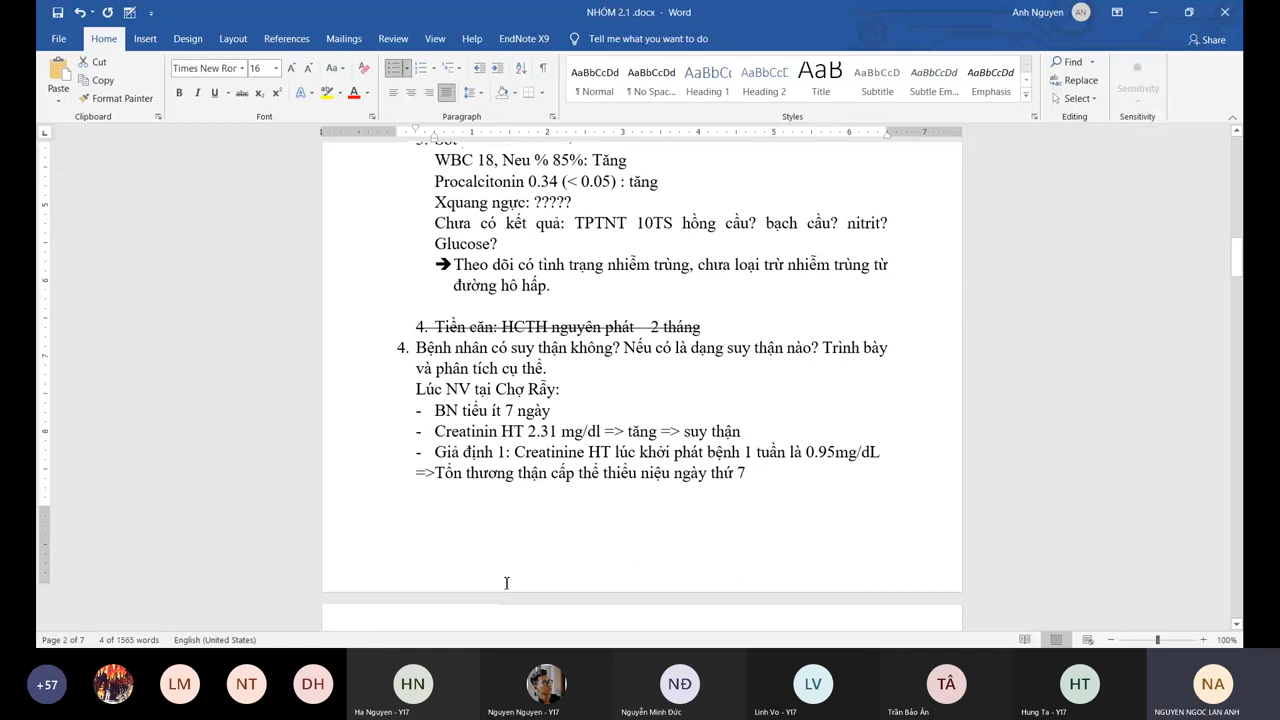 NHÓM 2.1 .docx - Word
Anh Nguyen
AN
File
Home
Insert
Design
Layout
References
Mailings
Review
View
Help
EndNote X9
Tell me what you want to do
Share
Paste
Cut
Copy
Format Painter
Clipboard
Times New Ror
16
Font
Paragraph
AaBbCcDd
¶ Normal
AaBbCcDd
¶ No Spac...
AaBbCc
Heading 1
AaBbCcD
Heading 2
AaB
Title
AaBbCcD
Subtitle
AaBbCcDd
Subtle Em...
AaBbCcDd
Emphasis
Styles
Find
Replace
Select
Editing
Sensitivity
Sensitivity
WBC 18, Neu % 85%: Tăng
Procalcitonin 0.34 (< 0.05) : tăng
Xquang ngực: ?????
Chưa có kết quả: TPTNT 10TS hồng cầu? bạch cầu? nitrit?
Glucose?
➔ Theo dõi có tình trạng nhiễm trùng, chưa loại trừ nhiễm trùng từ
đường hô hấp.
4. Tiền căn: HCTH nguyên phát – 2 tháng
4. Bệnh nhân có suy thận không? Nếu có là dạng suy thận nào? Trình bày
và phân tích cụ thể.
Lúc NV tại Chợ Rẫy:
- BN tiểu ít 7 ngày
- Creatinin HT 2.31 mg/dl => tăng => suy thận
- Giả định 1: Creatinine HT lúc khởi phát bệnh 1 tuần là 0.95mg/dL
=>Tổn thương thận cấp thể thiểu niệu ngày thứ 7
Page 2 of 7
4 of 1565 words
English (United States)
100%
+57
LM
NT
DH
HN
Ha Nguyen - Y17
Nguyen Nguyen - Y17
NĐ
Nguyễn Minh Đức
LV
Linh Vo - Y17
TÂ
Trần Bảo Ân
HT
Hung Ta - Y17
NA
NGUYEN NGOC LAN ANH